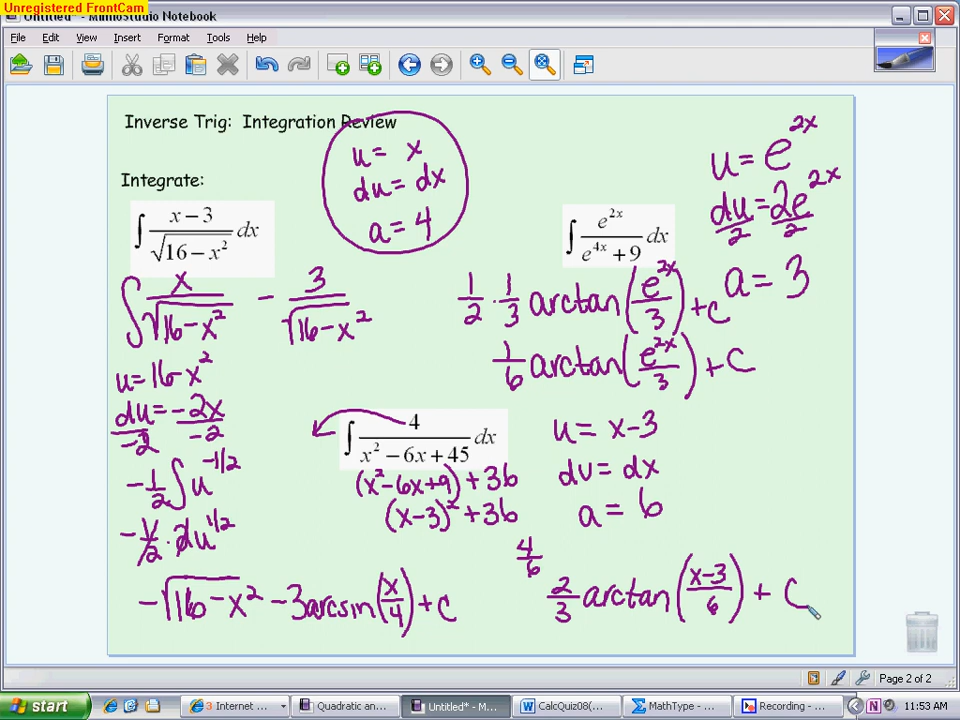 Unregistered FrontCam
Untitled* - MimioStudio Notebook
File Edit View Insert Format Tools Help
Inverse Trig: Integration Review
Integrate:
u = x
du = dx
a = 4
∫ x − 3 / √16 − x² dx
∫ x / √16 − x² − 3 / √16 − x²
u = 16 − x²
du/−2 = −2x/−2
−1/2 ∫ u^−1/2
−1/2 · 2u^1/2
−√16 − x² − 3arcsin(x/4) + C
∫ e^2x / e^4x + 9 dx
u = e^2x
du/2 = 2e^2x/2
a = 3
1/2 · 1/3 arctan(e^2x/3) + C
1/6 arctan(e^2x/3) + C
∫ 4 / x² − 6x + 45 dx
(x² − 6x + 9) + 36
(x − 3)² + 36
u = x − 3
du = dx
a = 6
4/6
2/3 arctan(x − 3/6) + C
Page 2 of 2
start
3 Internet ...
Quadratic an...
Untitled* - M...
CalcQuiz08(...
MathType - ...
Recording - ...
11:53 AM